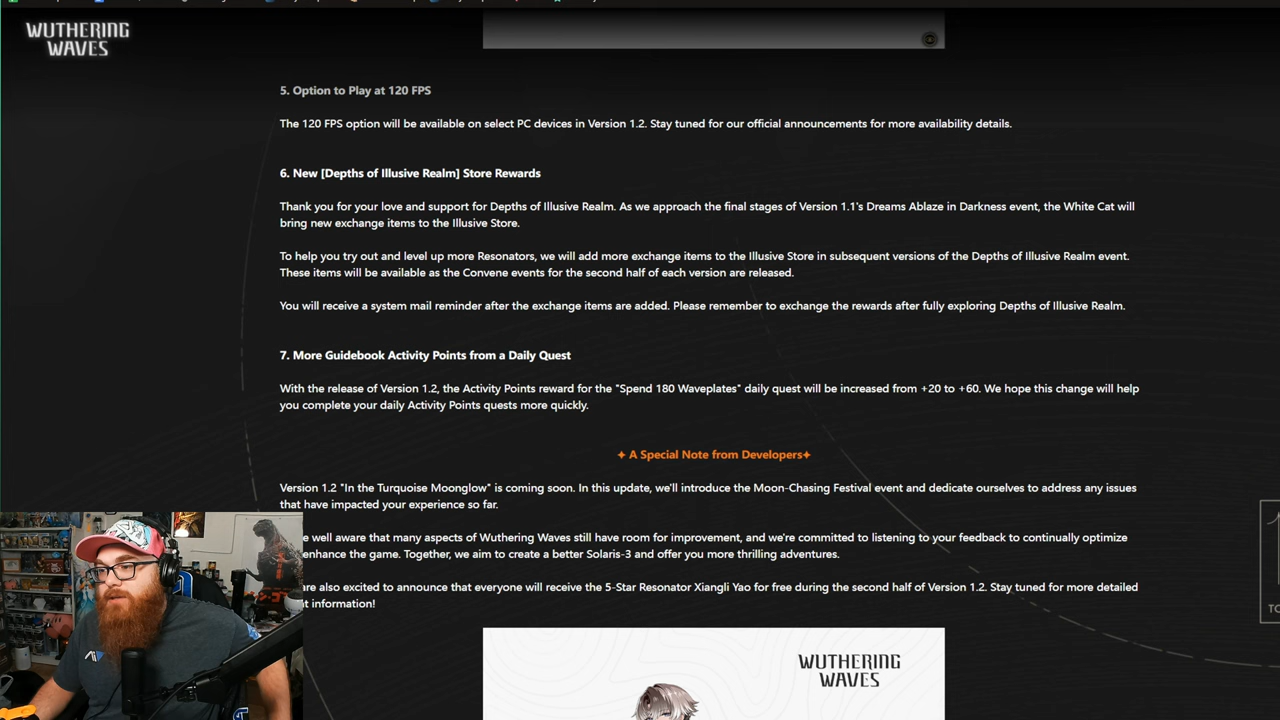 WUTHERING
WAVES
5. Option to Play at 120 FPS
The 120 FPS option will be available on select PC devices in Version 1.2. Stay tuned for our official announcements for more availability details.
6. New [Depths of Illusive Realm] Store Rewards
Thank you for your love and support for Depths of Illusive Realm. As we approach the final stages of Version 1.1's Dreams Ablaze in Darkness event, the White Cat will
bring new exchange items to the Illusive Store.
To help you try out and level up more Resonators, we will add more exchange items to the Illusive Store in subsequent versions of the Depths of Illusive Realm event.
These items will be available as the Convene events for the second half of each version are released.
You will receive a system mail reminder after the exchange items are added. Please remember to exchange the rewards after fully exploring Depths of Illusive Realm.
7. More Guidebook Activity Points from a Daily Quest
With the release of Version 1.2, the Activity Points reward for the "Spend 180 Waveplates" daily quest will be increased from +20 to +60. We hope this change will help
you complete your daily Activity Points quests more quickly.
✦ A Special Note from Developers✦
Version 1.2 "In the Turquoise Moonglow" is coming soon. In this update, we'll introduce the Moon-Chasing Festival event and dedicate ourselves to address any issues
that have impacted your experience so far.
well aware that many aspects of Wuthering Waves still have room for improvement, and we're committed to listening to your feedback to continually optimize
enhance the game. Together, we aim to create a better Solaris-3 and offer you more thrilling adventures.
are also excited to announce that everyone will receive the 5-Star Resonator Xiangli Yao for free during the second half of Version 1.2. Stay tuned for more detailed
information!
WUTHERING
WAVES